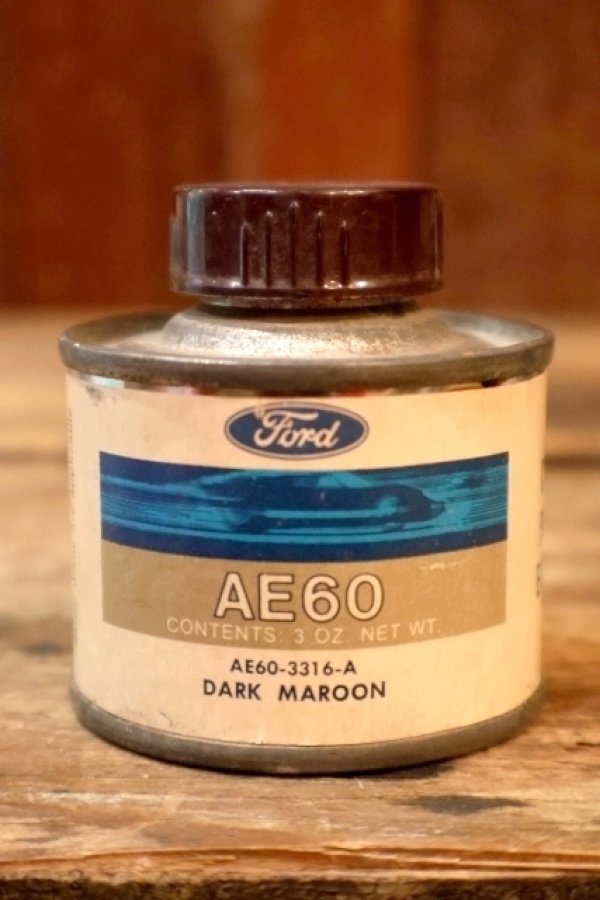 Ford
AE60
CONTENTS: 3 OZ. NET WT.
AE60-3316-A
DARK MAROON